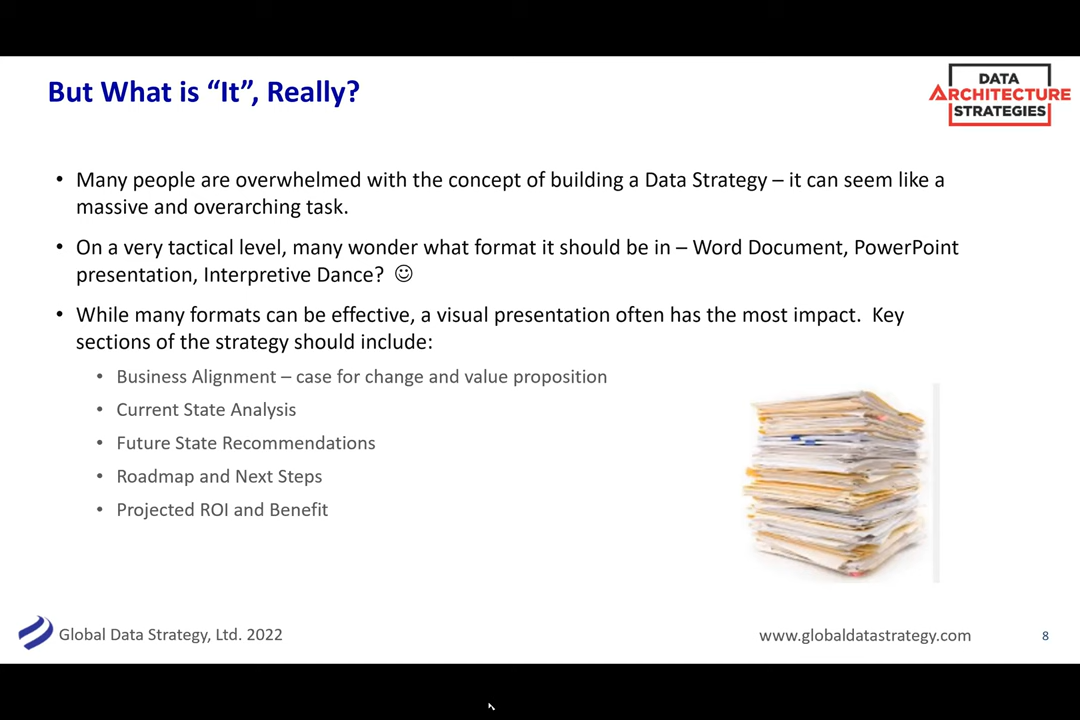 But What is “It”, Really?
DATA
ARCHITECTURE
STRATEGIES
• Many people are overwhelmed with the concept of building a Data Strategy – it can seem like a
massive and overarching task.
• On a very tactical level, many wonder what format it should be in – Word Document, PowerPoint
presentation, Interpretive Dance? ☺
• While many formats can be effective, a visual presentation often has the most impact.  Key
sections of the strategy should include:
• Business Alignment – case for change and value proposition
• Current State Analysis
• Future State Recommendations
• Roadmap and Next Steps
• Projected ROI and Benefit
Global Data Strategy, Ltd. 2022
www.globaldatastrategy.com
8